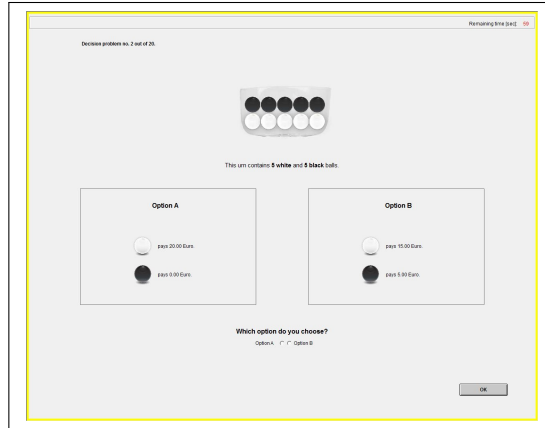 Remaining time [sec]: 59
Decision problem no. 2 out of 20.
This urn contains 5 white and 5 black balls.
Option A
pays 20.00 Euro.
pays 0.00 Euro.
Option B
pays 15.00 Euro.
pays 5.00 Euro.
Which option do you choose?
Option A Option B
OK